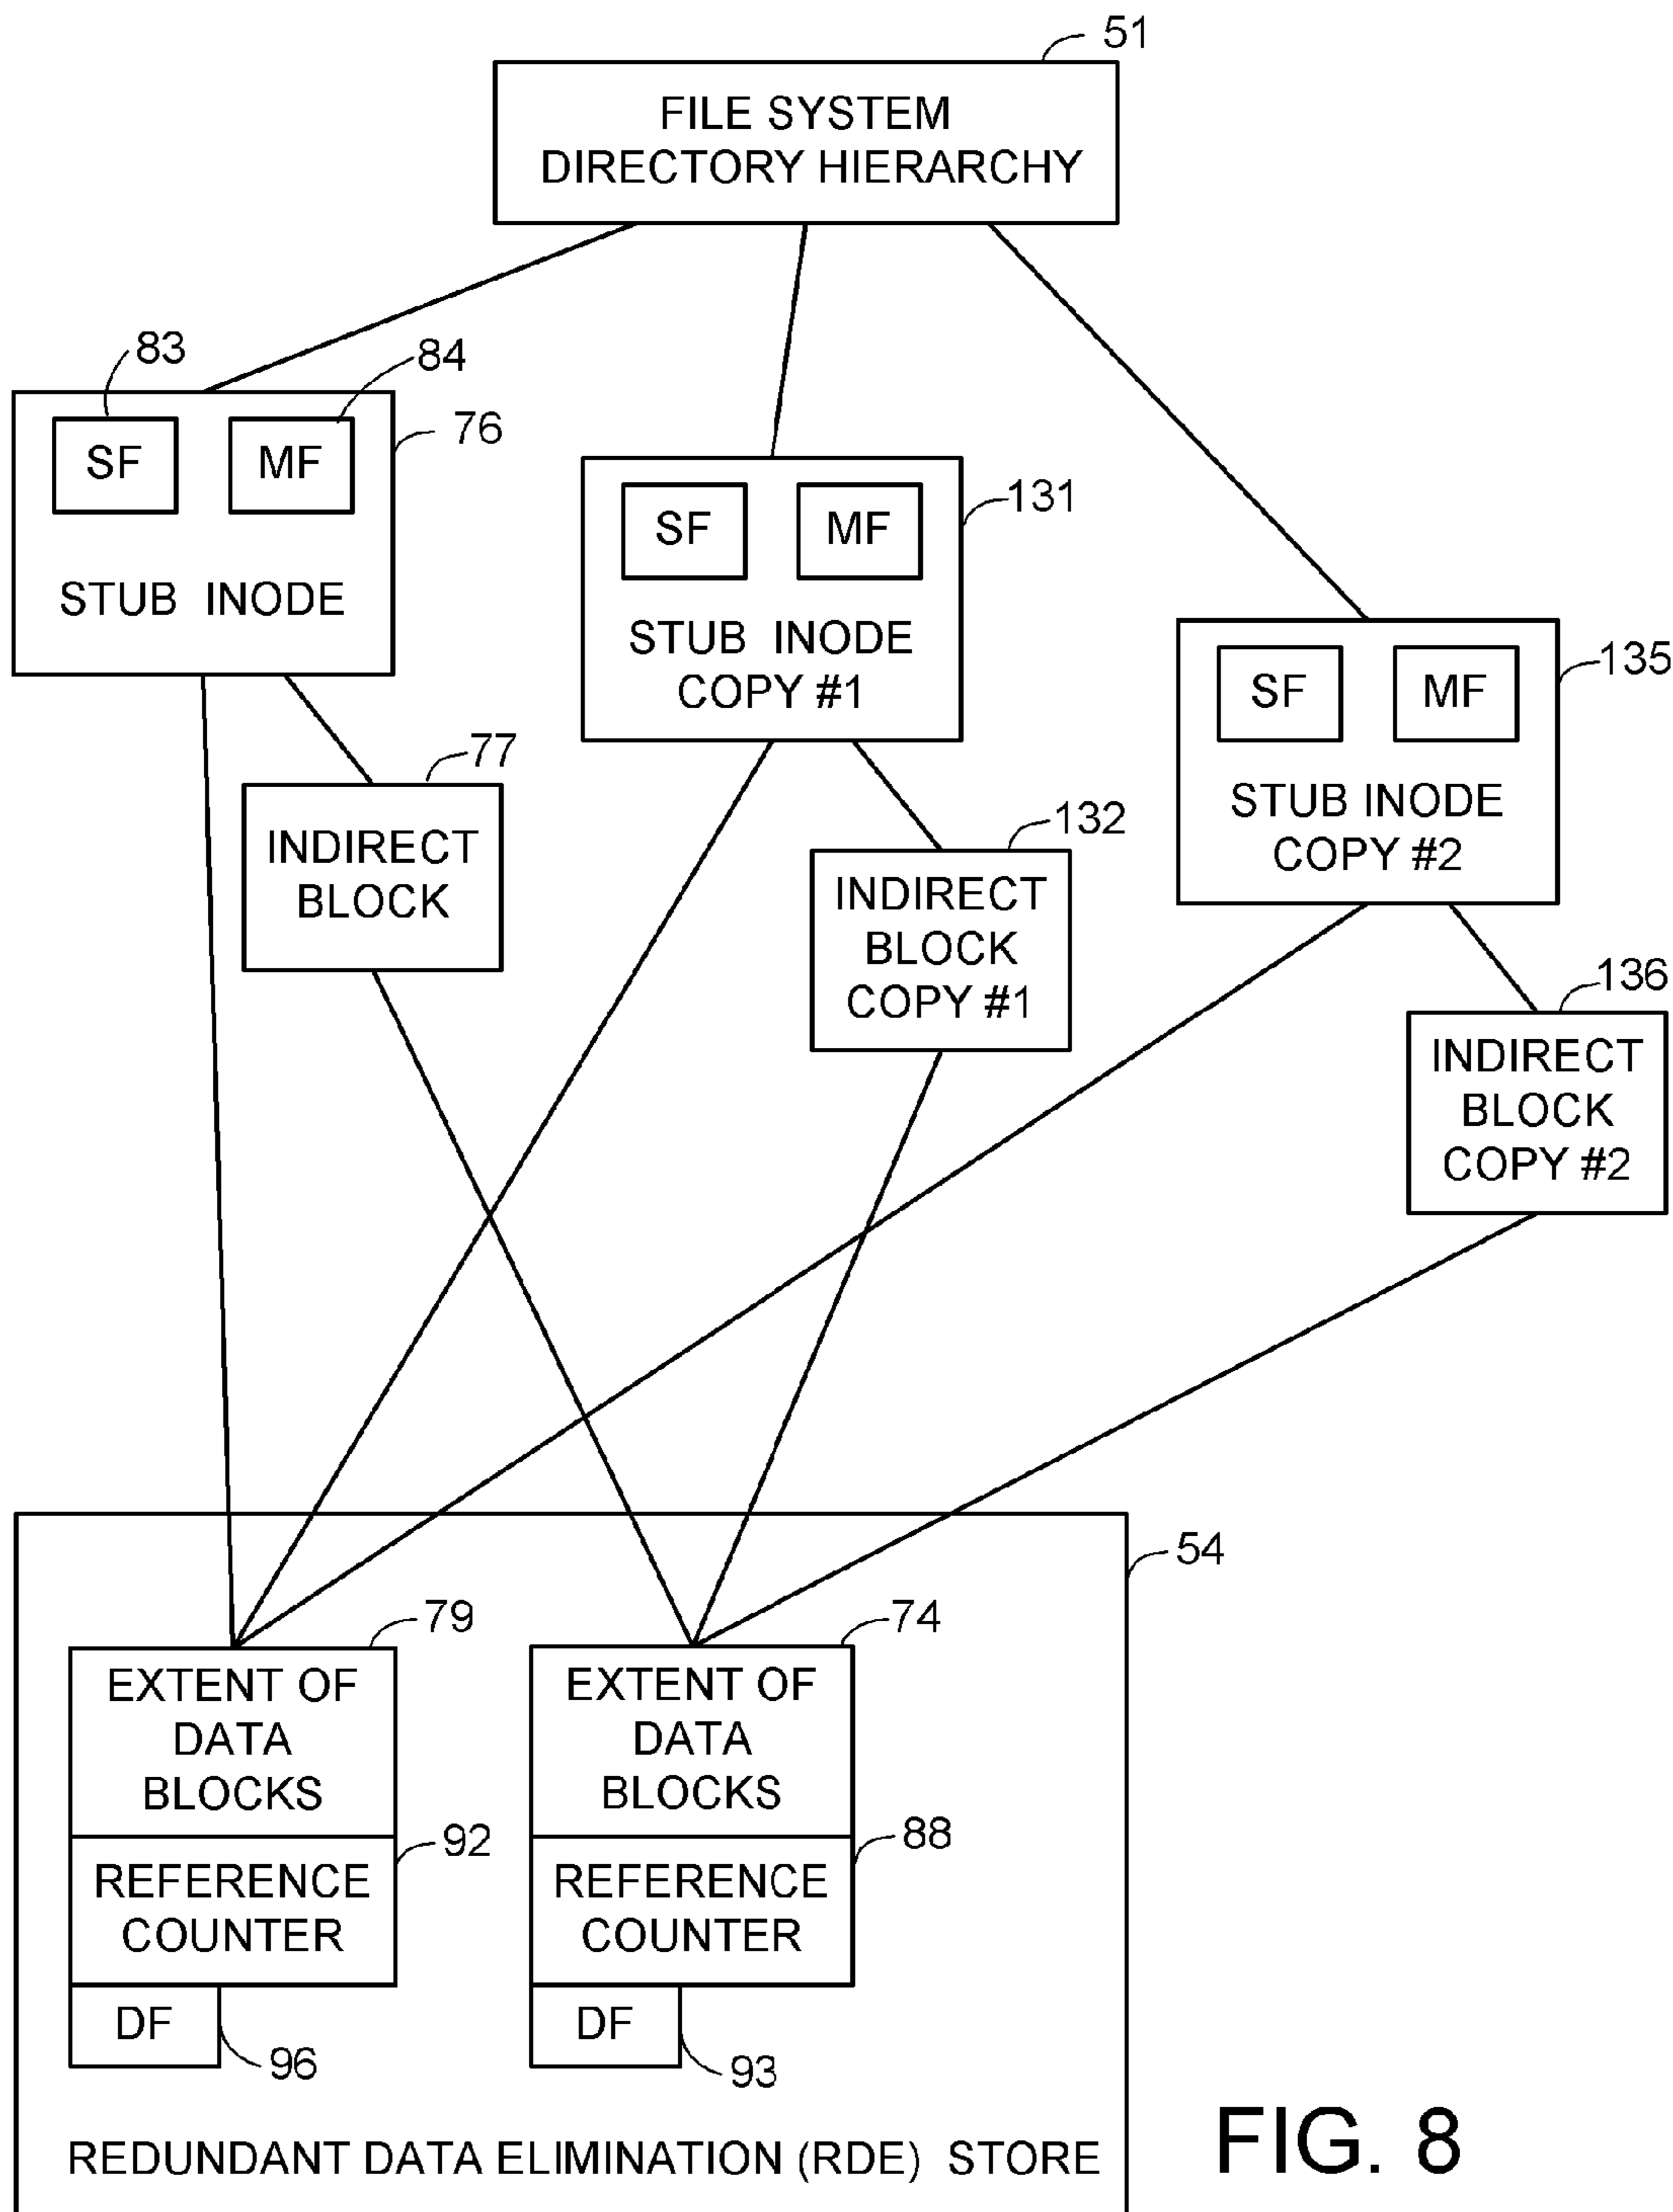 51
FILE SYSTEM
DIRECTORY HIERARCHY
83
84
76
SF
MF
STUB INODE
131
SF
MF
STUB INODE
COPY #1
135
SF
MF
STUB INODE
COPY #2
77
INDIRECT
BLOCK
132
INDIRECT
BLOCK
COPY #1
136
INDIRECT
BLOCK
COPY #2
54
79
EXTENT OF
DATA
BLOCKS
92
REFERENCE
COUNTER
DF
96
74
EXTENT OF
DATA
BLOCKS
88
REFERENCE
COUNTER
DF
93
REDUNDANT DATA ELIMINATION (RDE) STORE
FIG. 8